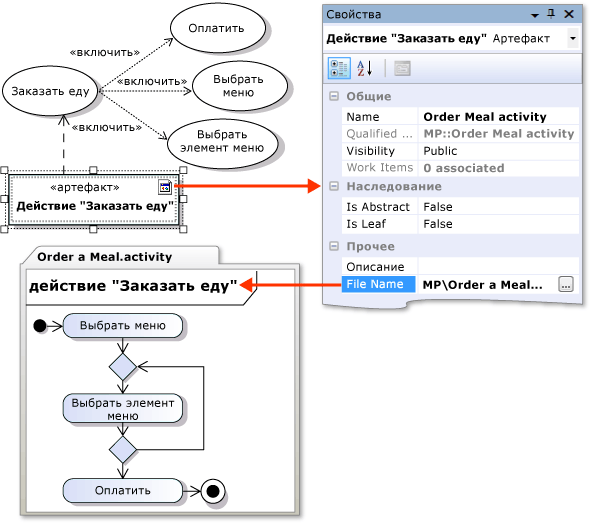 Оплатить
«включить»
Заказать еду
«включить»
Выбрать
меню
«включить»
Выбрать
элемент меню
«артефакт»
Действие "Заказать еду"
Свойства
Действие "Заказать еду" Артефакт
Общие
Name Order Meal activity
Qualified ... MP::Order Meal activity
Visibility Public
Work Items 0 associated
Наследование
Is Abstract False
Is Leaf False
Прочее
Описание
File Name MP\Order a Meal... ...
Order a Meal.activity
действие "Заказать еду"
Выбрать меню
Выбрать элемент
меню
Оплатить